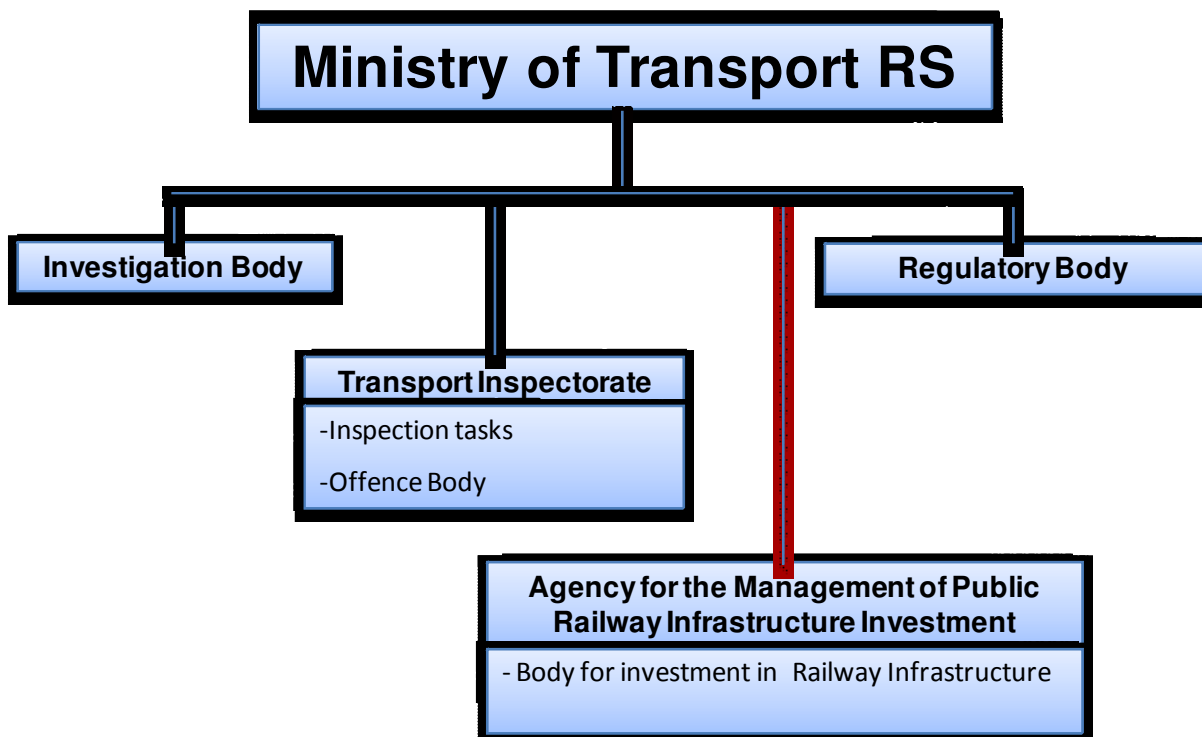 Ministry of Transport RS
Investigation Body
Regulatory Body
Transport Inspectorate
-Inspection tasks
-Offence Body
Agency for the Management of Public
Railway Infrastructure Investment
- Body for investment in Railway Infrastructure